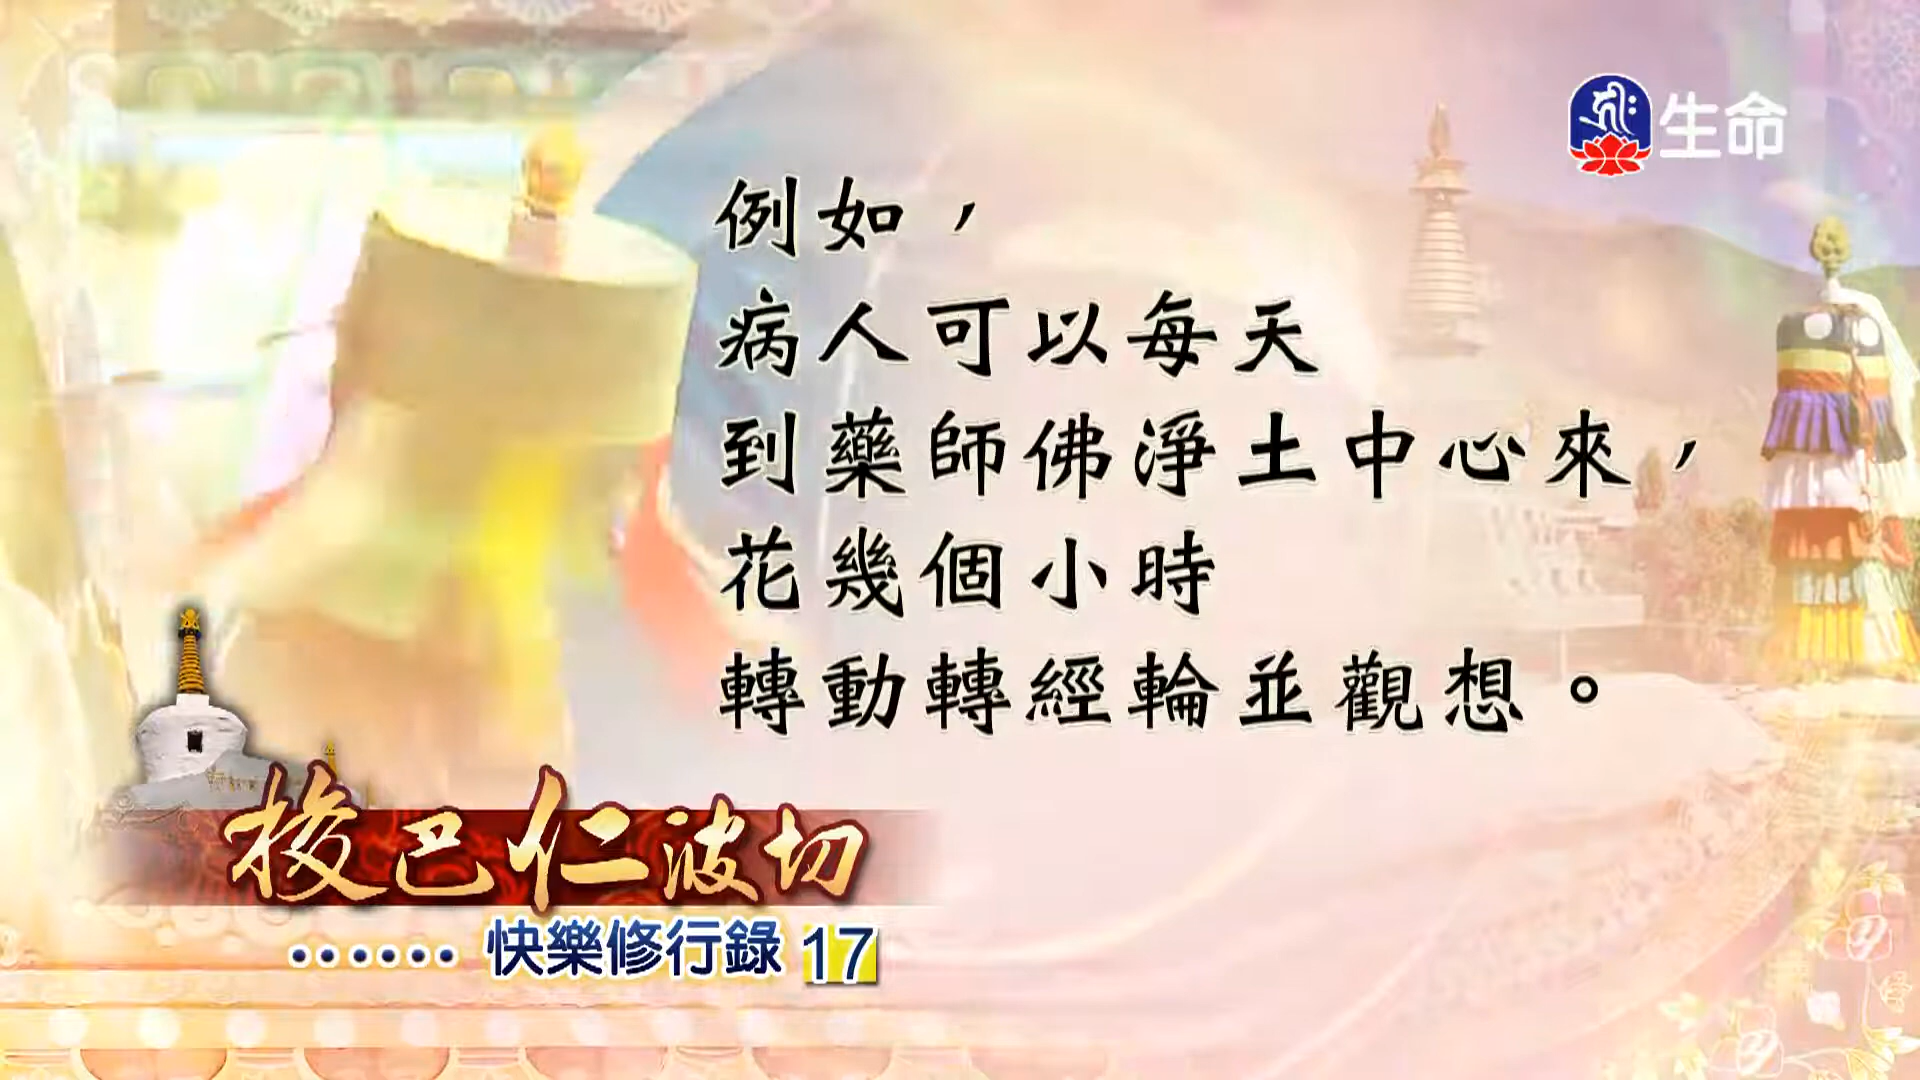 生命
例如，
病人可以每天
到藥師佛淨土中心來，
花幾個小時
轉動轉經輪並觀想。
梭巴仁波切
…… 快樂修行錄 17